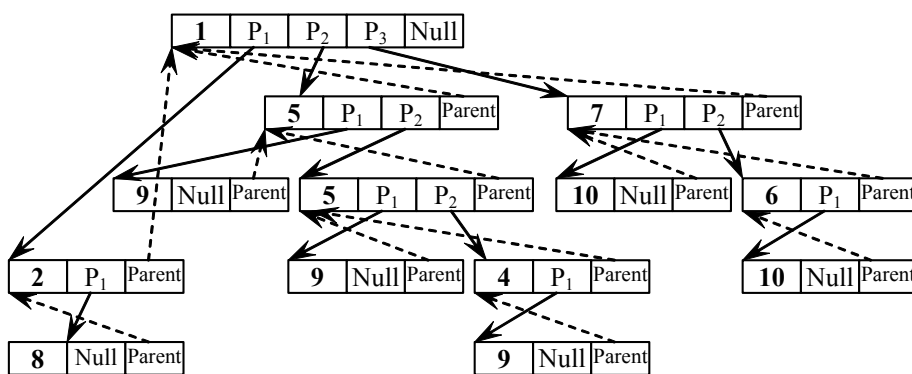 1 P₁ P₂ P₃ Null
5 P₁ P₂ Parent 7 P₁ P₂ Parent
9 Null Parent 5 P₁ P₂ Parent 10 Null Parent 6 P₁ Parent
2 P₁ Parent 9 Null Parent 4 P₁ Parent 10 Null Parent
8 Null Parent 9 Null Parent